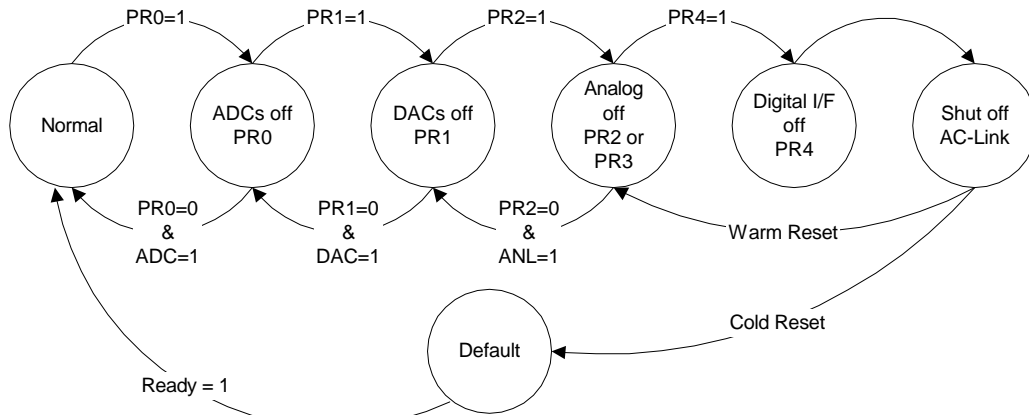 PR0=1
PR1=1
PR2=1
PR4=1
Normal
ADCs off
PR0
DACs off
PR1
Analog
off
PR2 or
PR3
Digital I/F
off
PR4
Shut off
AC-Link
PR0=0
&
ADC=1
PR1=0
&
DAC=1
PR2=0
&
ANL=1
Warm Reset
Cold Reset
Default
Ready = 1